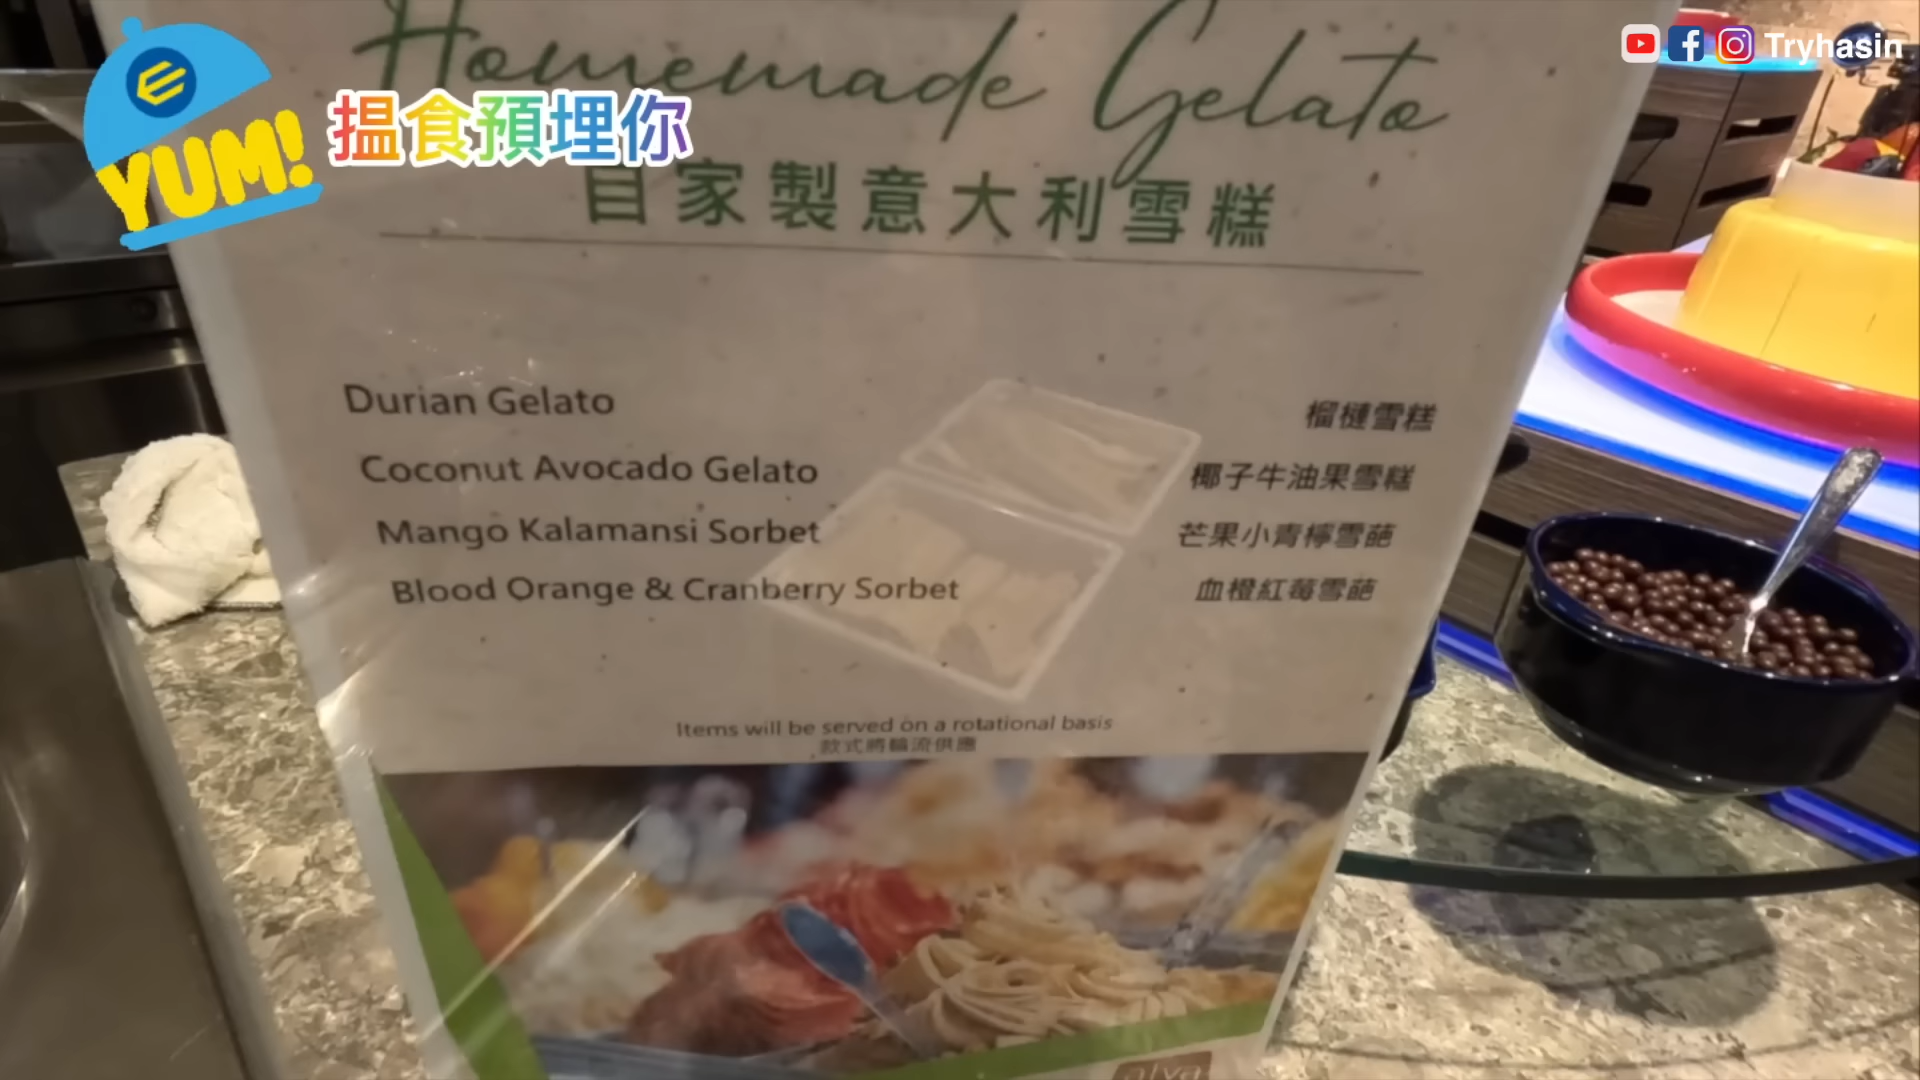 Homemade Gelato
Tryhasin
YUM!
搵食預埋你
自家製意大利雪糕
Durian Gelato 榴槤雪糕
Coconut Avocado Gelato 椰子牛油果雪糕
Mango Kalamansi Sorbet 芒果小青檸雪葩
Blood Orange & Cranberry Sorbet 血橙紅莓雪葩
Items will be served on a rotational basis
款式將輪流供應
alva